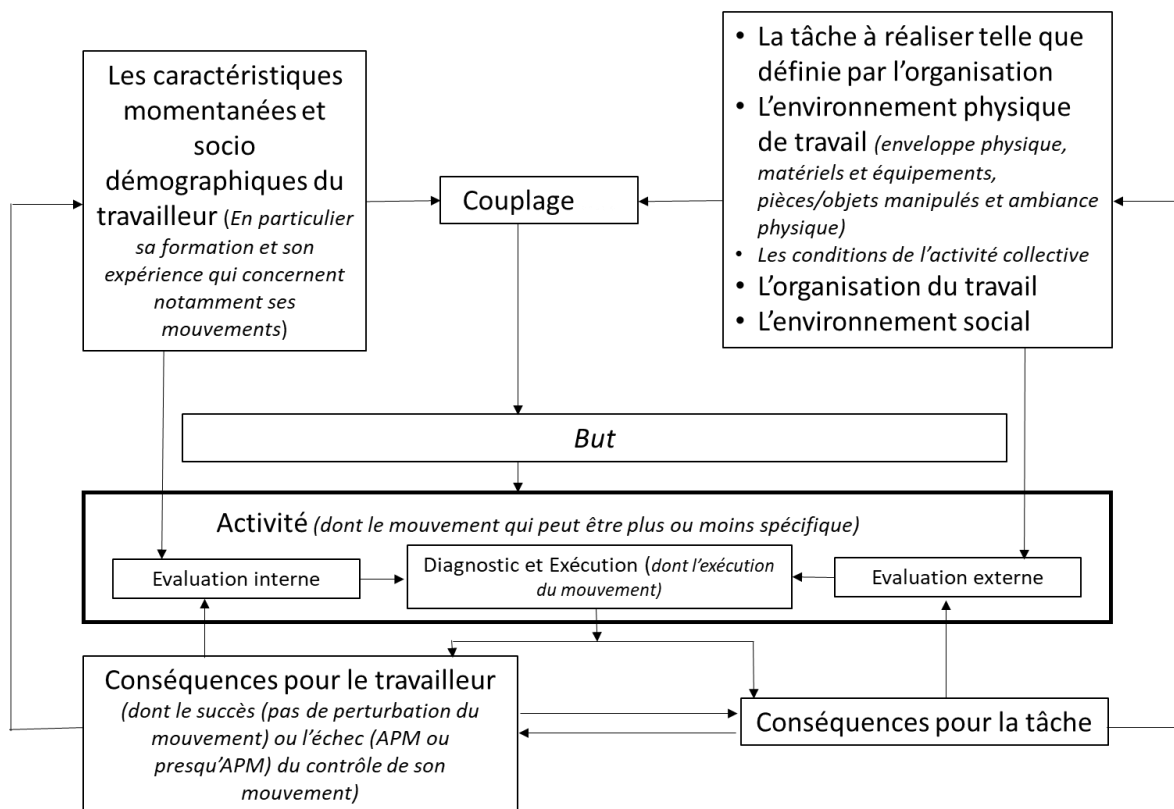 Les caractéristiques
momentanées et
socio
démographiques du
travailleur (En particulier
sa formation et son
expérience qui concernent
notamment ses
mouvements)
Couplage
• La tâche à réaliser telle que
définie par l’organisation
• L’environnement physique
de travail (enveloppe physique,
matériels et équipements,
pièces/objets manipulés et ambiance
physique)
• Les conditions de l’activité collective
• L’organisation du travail
• L’environnement social
But
Activité (dont le mouvement qui peut être plus ou moins spécifique)
Evaluation interne
Diagnostic et Exécution (dont l’exécution
du mouvement)
Evaluation externe
Conséquences pour le travailleur
(dont le succès (pas de perturbation du
mouvement) ou l’échec (APM ou
presqu’APM) du contrôle de son
mouvement)
Conséquences pour la tâche